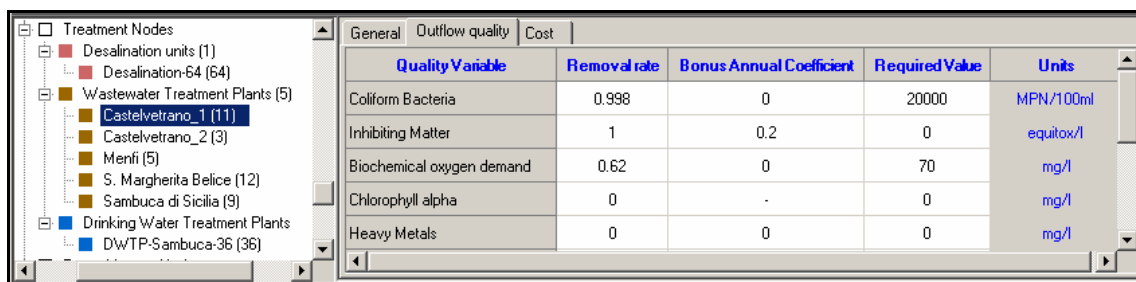 Treatment Nodes
Desalination units (1)
Desalination-64 (64)
Wastewater Treatment Plants (5)
Castelvetrano_1 (11)
Castelvetrano_2 (3)
Menfi (5)
S. Margherita Belice (12)
Sambuca di Sicilia (9)
Drinking Water Treatment Plants
DWTP-Sambuca-36 (36)
General Outflow quality Cost
Quality Variable Removal rate Bonus Annual Coefficient Required Value Units
Coliform Bacteria 0.998 0 20000 MPN/100ml
Inhibiting Matter 1 0.2 0 equitox/l
Biochemical oxygen demand 0.62 0 70 mg/l
Chlorophyll alpha 0 - 0 mg/l
Heavy Metals 0 0 0 mg/l